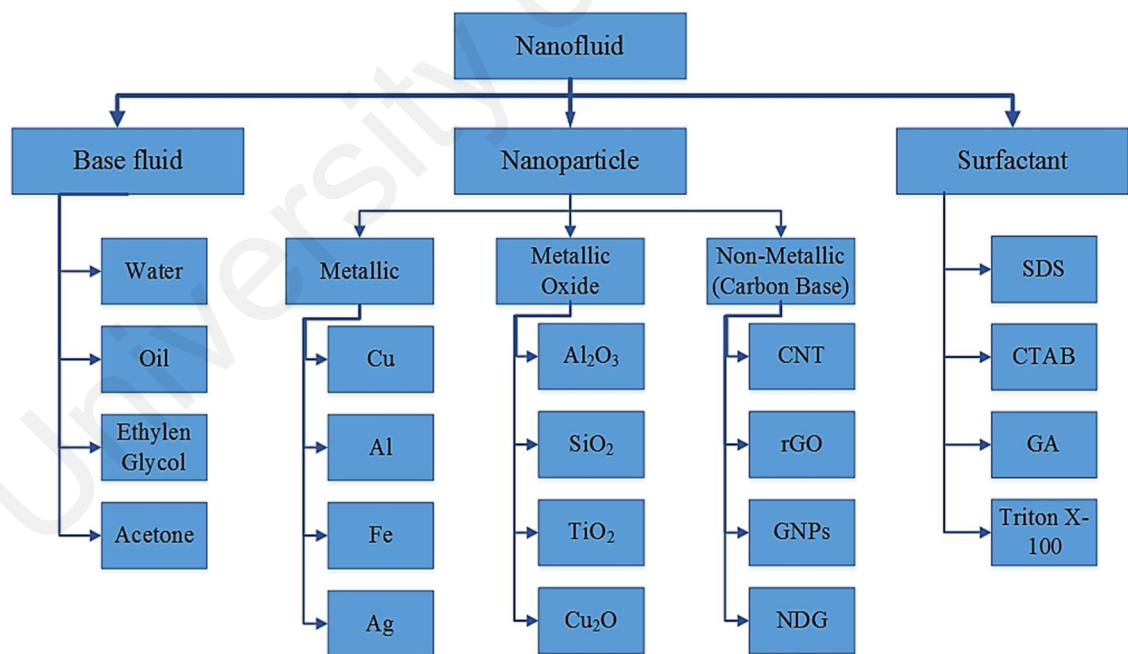 Nanofluid
Base fluid
Nanoparticle
Surfactant
Water
Oil
Ethylen
Glycol
Acetone
Metallic
Cu
Al
Fe
Ag
Metallic
Oxide
Al₂O₃
SiO₂
TiO₂
Cu₂O
Non-Metallic
(Carbon Base)
CNT
rGO
GNPs
NDG
SDS
CTAB
GA
Triton X-
100
University